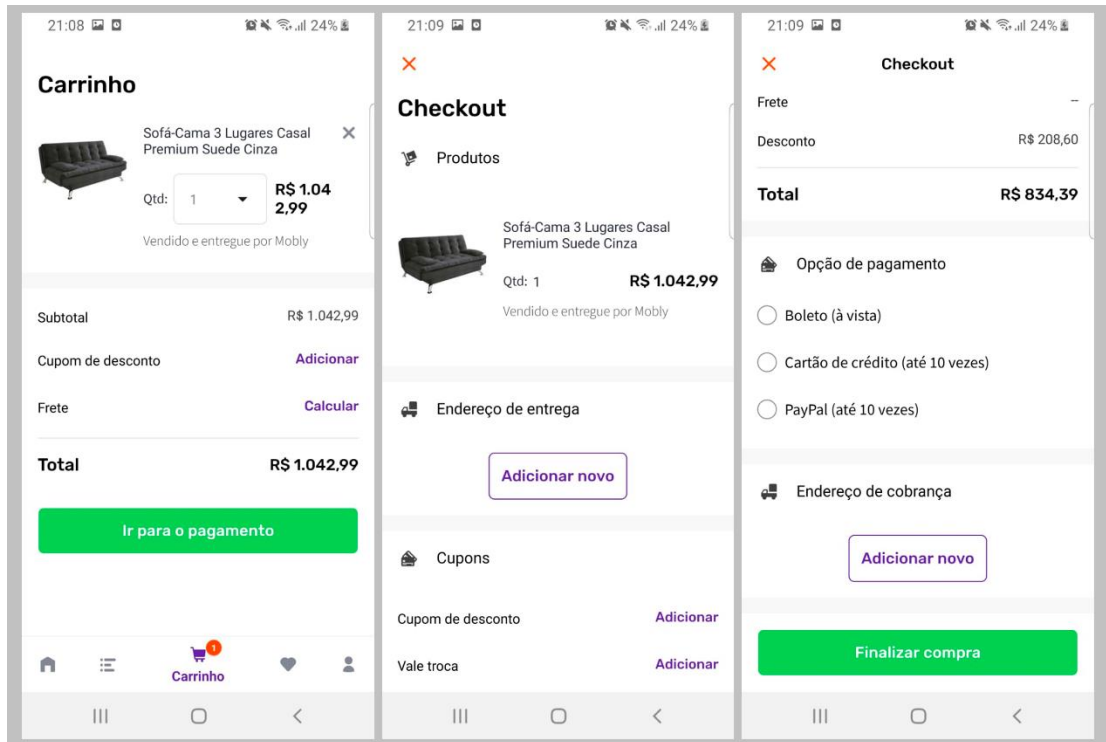 21:08
24%
Carrinho
Sofá-Cama 3 Lugares Casal
Premium Suede Cinza
Qtd: 1
R$ 1.04
2,99
Vendido e entregue por Mobly
Subtotal R$ 1.042,99
Cupom de desconto Adicionar
Frete Calcular
Total R$ 1.042,99
Ir para o pagamento
1
Carrinho
21:09
24%
Checkout
Produtos
Sofá-Cama 3 Lugares Casal
Premium Suede Cinza
Qtd: 1 R$ 1.042,99
Vendido e entregue por Mobly
Endereço de entrega
Adicionar novo
Cupons
Cupom de desconto Adicionar
Vale troca Adicionar
21:09
24%
Checkout
Frete –
Desconto R$ 208,60
Total R$ 834,39
Opção de pagamento
Boleto (à vista)
Cartão de crédito (até 10 vezes)
PayPal (até 10 vezes)
Endereço de cobrança
Adicionar novo
Finalizar compra